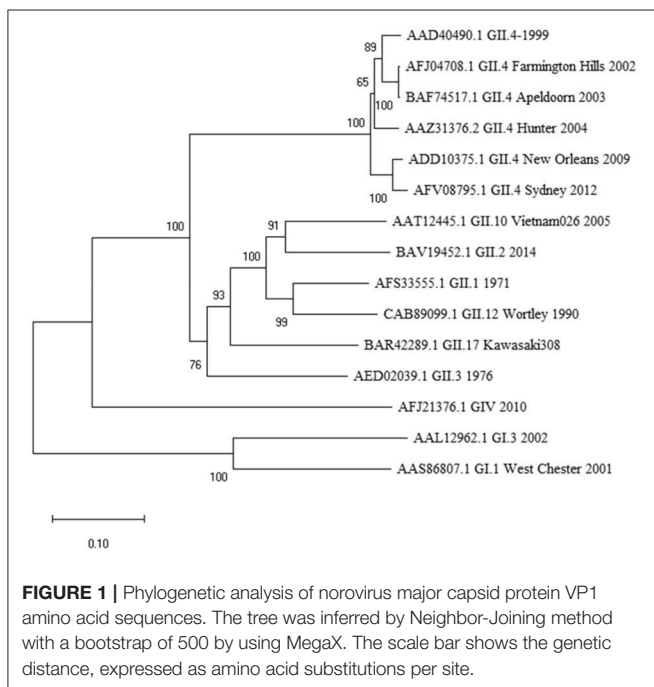 AAD40490.1 GII.4-1999
89
AFJ04708.1 GII.4 Farmington Hills 2002
65
BAF74517.1 GII.4 Apeldoorn 2003
100
100
AAZ31376.2 GII.4 Hunter 2004
ADD10375.1 GII.4 New Orleans 2009
100
AFV08795.1 GII.4 Sydney 2012
91
AAT12445.1 GII.10 Vietnam026 2005
100
100
BAV19452.1 GII.2 2014
93
AFS33555.1 GII.1 1971
99
CAB89099.1 GII.12 Wortley 1990
BAR42289.1 GII.17 Kawasaki308
76
AED02039.1 GII.3 1976
AFJ21376.1 GIV 2010
AAL12962.1 GI.3 2002
100
AAS86807.1 GI.1 West Chester 2001
0.10
FIGURE 1 | Phylogenetic analysis of norovirus major capsid protein VP1
amino acid sequences. The tree was inferred by Neighbor-Joining method
with a bootstrap of 500 by using MegaX. The scale bar shows the genetic
distance, expressed as amino acid substitutions per site.